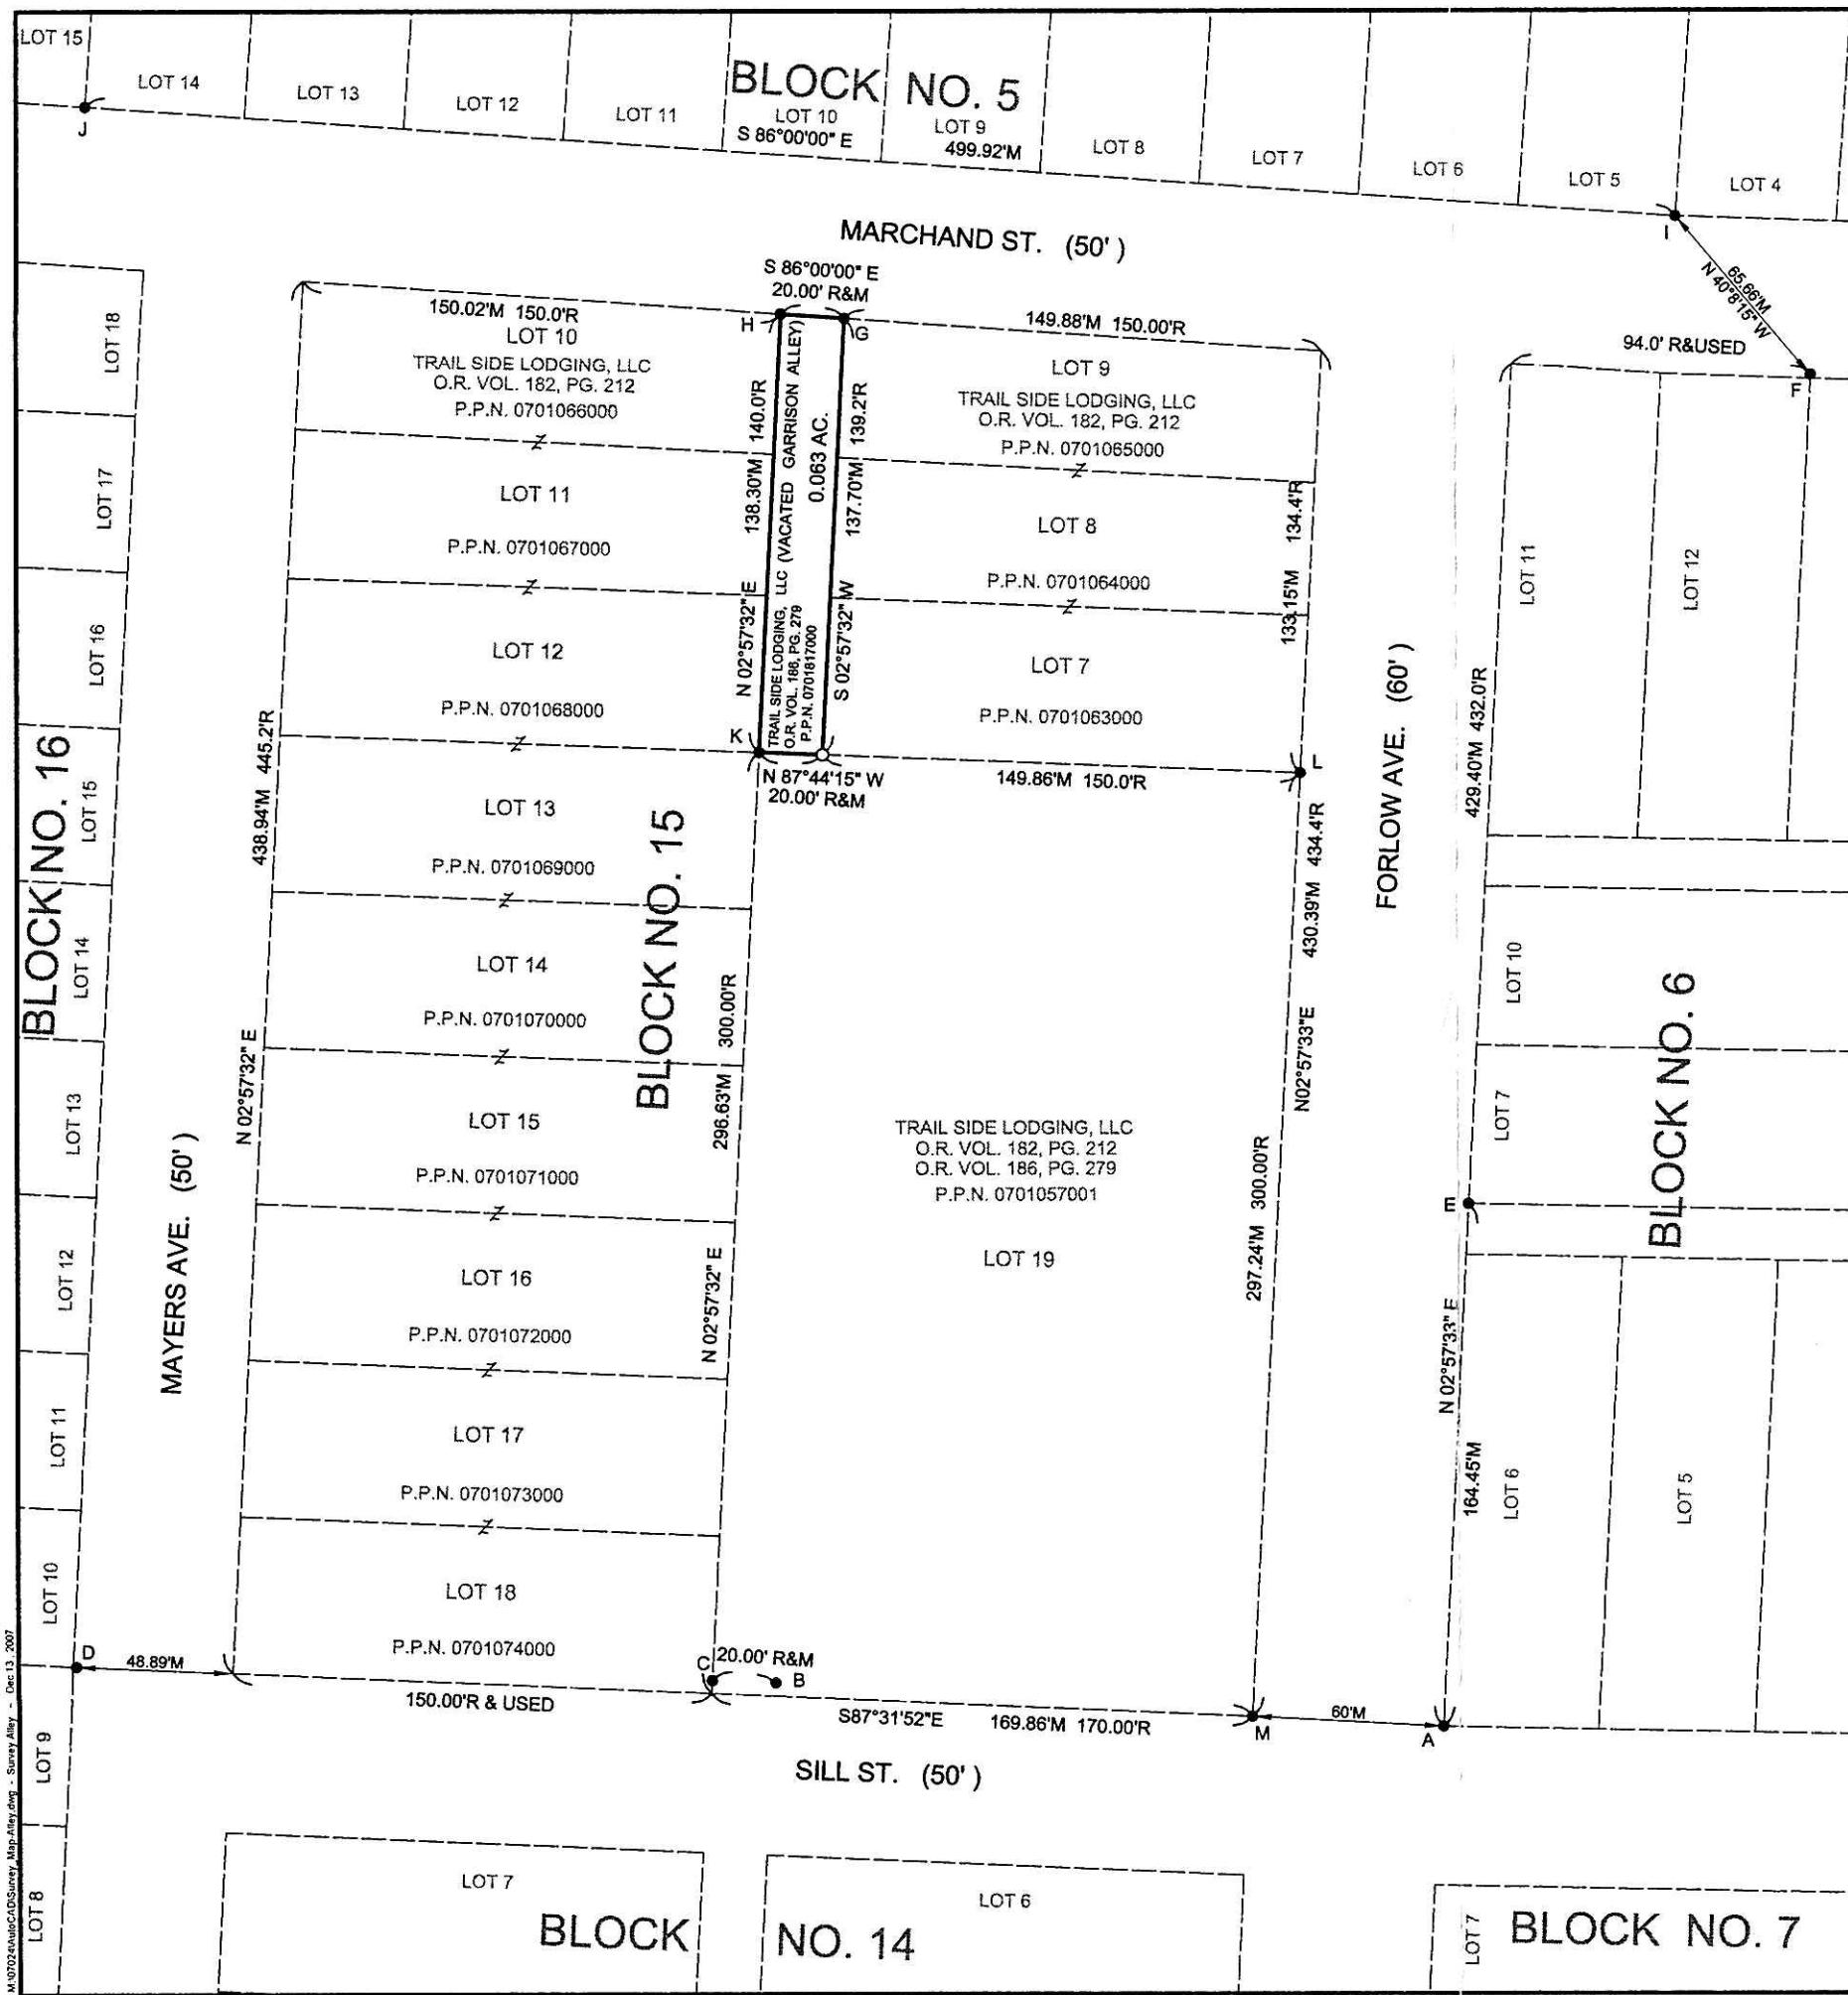 LOT 15
LOT 14
LOT 13
LOT 12
LOT 11
BLOCK NO. 5
LOT 10
S 86°00'00" E
LOT 9
499.92'M
LOT 8
LOT 7
LOT 6
LOT 5
LOT 4
J
I
MARCHAND ST. (50')
65.66'M
N 40°8'15" W
94.0' R&USED
F
S 86°00'00" E
20.00' R&M
H
G
150.02'M 150.0'R
LOT 10
TRAIL SIDE LODGING, LLC
O.R. VOL. 182, PG. 212
P.P.N. 0701066000
149.88'M 150.00'R
LOT 9
TRAIL SIDE LODGING, LLC
O.R. VOL. 182, PG. 212
P.P.N. 0701065000
LOT 11
P.P.N. 0701067000
LOT 8
P.P.N. 0701064000
LOT 12
P.P.N. 0701068000
LOT 7
P.P.N. 0701063000
N 02°57'32" E 138.30'M 140.0'R
TRAIL SIDE LODGING, LLC (VACATED GARRISON ALLEY)
O.R. VOL. 186, PG. 279
P.P.N. 0701817000
0.063 AC.
S 02°57'32" W 137.70'M 139.2'R
133.15'M 134.4'R
K
L
N 87°44'15" W
20.00' R&M
149.86'M 150.0'R
LOT 13
P.P.N. 0701069000
LOT 14
P.P.N. 0701070000
LOT 15
P.P.N. 0701071000
LOT 16
P.P.N. 0701072000
LOT 17
P.P.N. 0701073000
LOT 18
P.P.N. 0701074000
BLOCK NO. 15
N 02°57'32" E 438.94'M 445.2'R
296.63'M 300.00'R
N 02°57'32" E
TRAIL SIDE LODGING, LLC
O.R. VOL. 182, PG. 212
O.R. VOL. 186, PG. 279
P.P.N. 0701057001
LOT 19
297.24'M 300.00'R
N02°57'33"E 430.39'M 434.4'R
FORLOW AVE. (60')
429.40'M 432.0'R
LOT 11
LOT 12
LOT 10
LOT 7
E
BLOCK NO. 6
N 02°57'33" E
164.45'M
LOT 6
LOT 5
LOT 18
LOT 17
LOT 16
LOT 15
LOT 14
BLOCK NO. 16
LOT 13
LOT 12
LOT 11
LOT 10
LOT 9
LOT 8
MAYERS AVE. (50')
D
48.89'M
150.00'R & USED
C
20.00' R&M
B
S87°31'52"E 169.86'M 170.00'R
M
60'M
A
SILL ST. (50')
LOT 7
LOT 6
BLOCK NO. 14
LOT 7
BLOCK NO. 7
M:\07024\AutoCAD\Survey_Map-Alley.dwg - Survey Alley - Dec 13, 2007